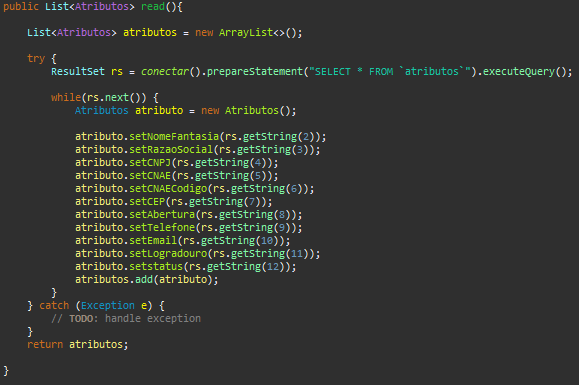 public List<Atributos> read(){
List<Atributos> atributos = new ArrayList<>();
try {
ResultSet rs = conectar().prepareStatement("SELECT * FROM `atributos`").executeQuery();
while(rs.next()) {
Atributos atributo = new Atributos();
atributo.setNomeFantasia(rs.getString(2));
atributo.setRazaoSocial(rs.getString(3));
atributo.setCNPJ(rs.getString(4));
atributo.setCNAE(rs.getString(5));
atributo.setCNAECodigo(rs.getString(6));
atributo.setCEP(rs.getString(7));
atributo.setAbertura(rs.getString(8));
atributo.setTelefone(rs.getString(9));
atributo.setEmail(rs.getString(10));
atributo.setLogradouro(rs.getString(11));
atributo.setstatus(rs.getString(12));
atributos.add(atributo);
}
} catch (Exception e) {
// TODO: handle exception
}
return atributos;
}